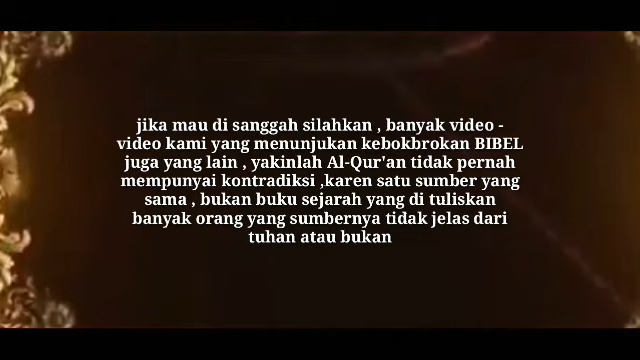 jika mau di sanggah silahkan , banyak video -
video kami yang menunjukan kebokbrokan BIBEL
juga yang lain , yakinlah Al-Qur'an tidak pernah
mempunyai kontradiksi ,karen satu sumber yang
sama , bukan buku sejarah yang di tuliskan
banyak orang yang sumbernya tidak jelas dari
tuhan atau bukan